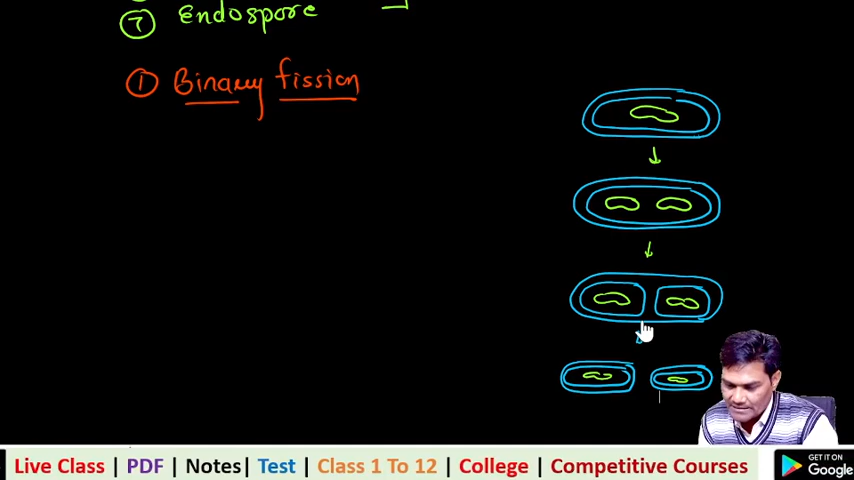 ⑦ Endospore
① Binary fission
Live Class | PDF | Notes| Test | Class 1 To 12 | College | Competitive Courses
GET IT ON
Google